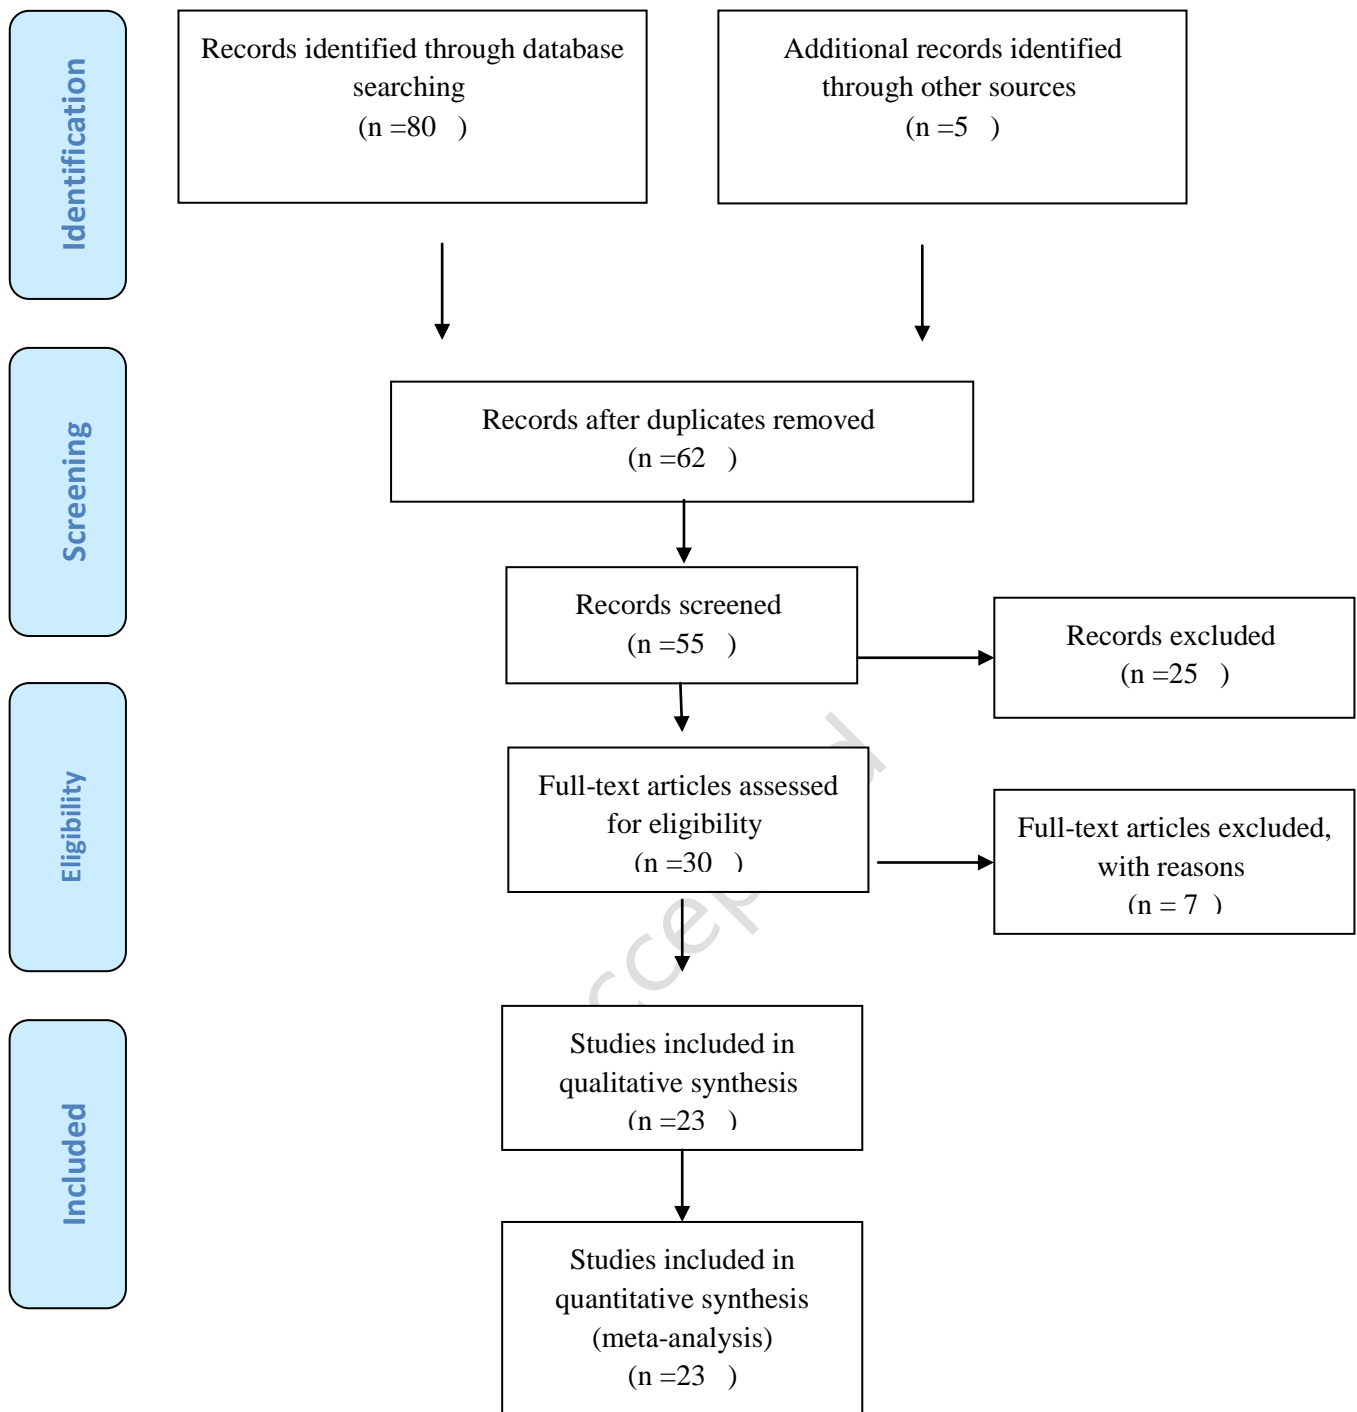 Identification
Records identified through database
searching
(n =80 )
Additional records identified
through other sources
(n =5 )
Screening
Records after duplicates removed
(n =62 )
Records screened
(n =55 )
Records excluded
(n =25 )
Eligibility
Full-text articles assessed
for eligibility
(n =30 )
Full-text articles excluded,
with reasons
(n = 7 )
Included
Studies included in
qualitative synthesis
(n =23 )
Studies included in
quantitative synthesis
(meta-analysis)
(n =23 )